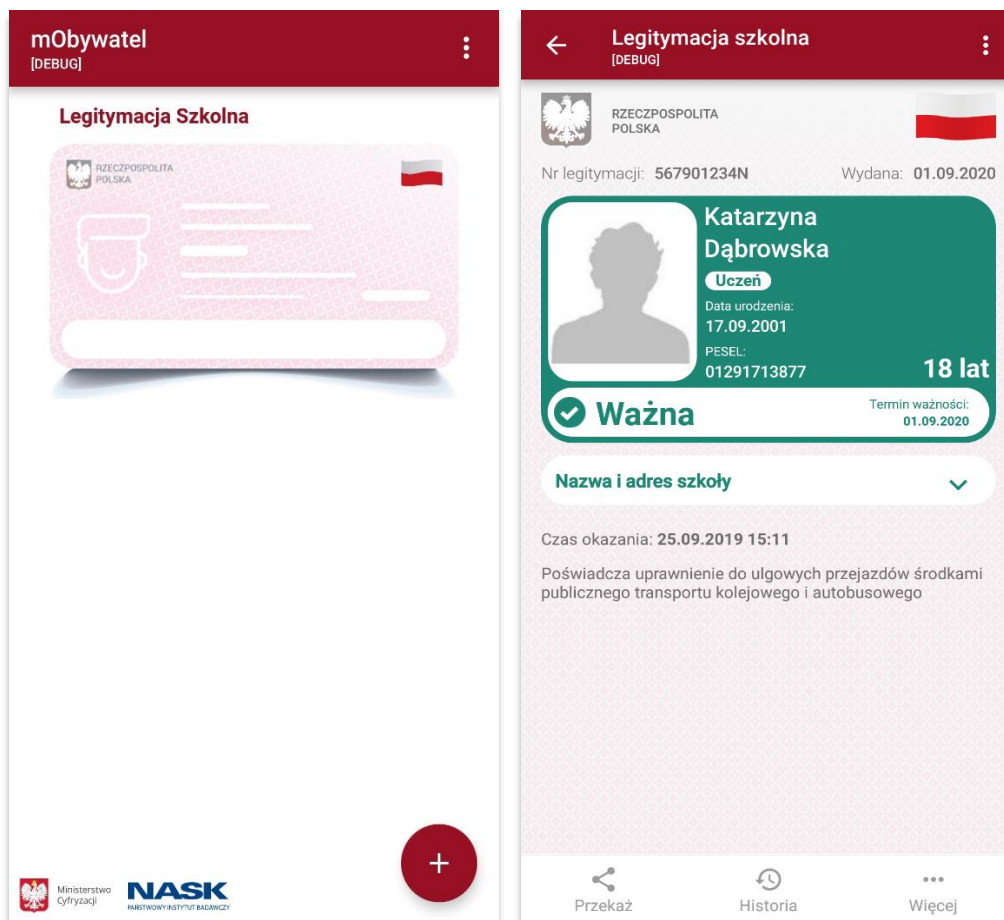 mObywatel
[DEBUG]
Legitymacja Szkolna
RZECZPOSPOLITA
POLSKA
Ministerstwo
Cyfryzacji
NASK
PAŃSTWOWY INSTYTUT BADAWCZY
Legitymacja szkolna
[DEBUG]
RZECZPOSPOLITA
POLSKA
Nr legitymacji: 567901234N Wydana: 01.09.2020
Katarzyna
Dąbrowska
Uczeń
Data urodzenia:
17.09.2001
PESEL:
01291713877
18 lat
Ważna
Termin ważności:
01.09.2020
Nazwa i adres szkoły
Czas okazania: 25.09.2019 15:11
Poświadcza uprawnienie do ulgowych przejazdów środkami
publicznego transportu kolejowego i autobusowego
Przekaż Historia Więcej